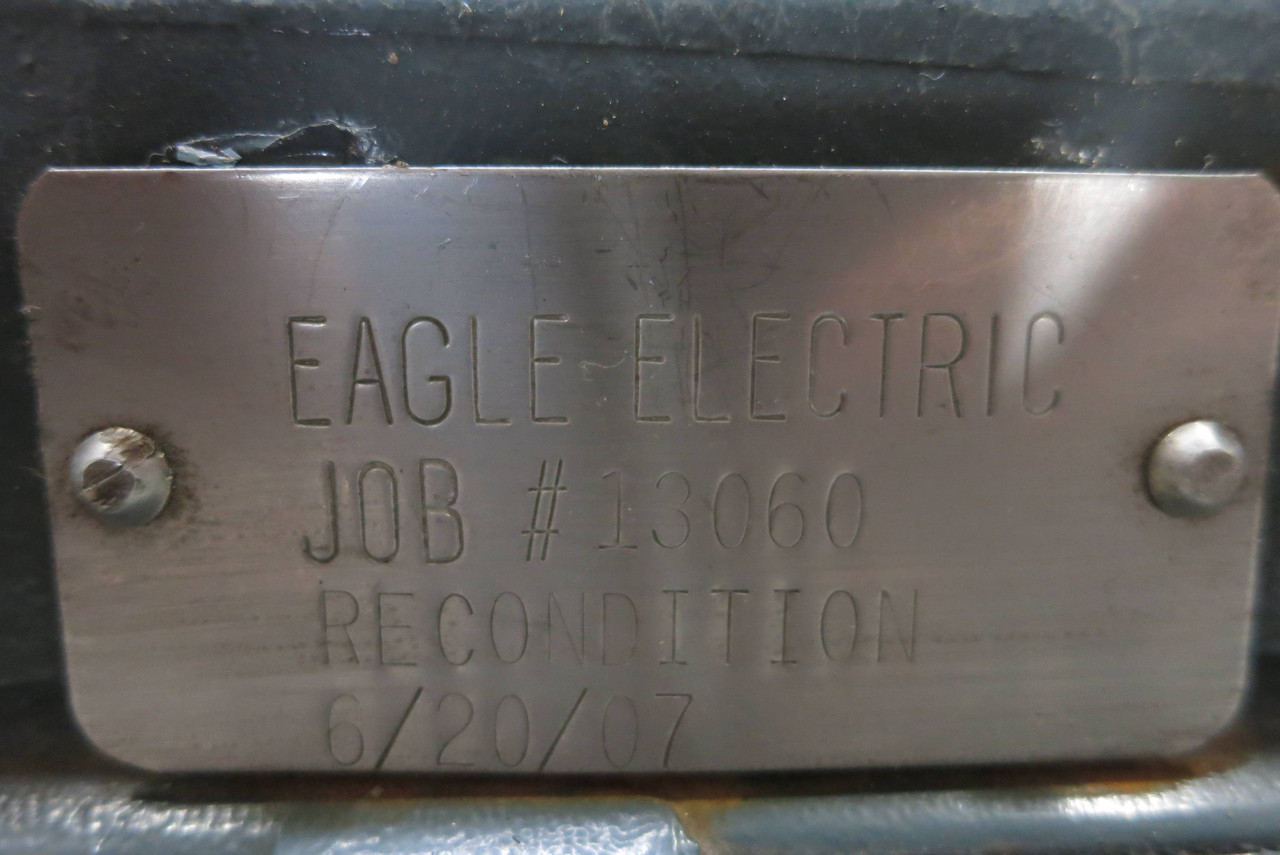 EAGLE ELECTRIC
JOB #13060
RECONDITION
6/20/07